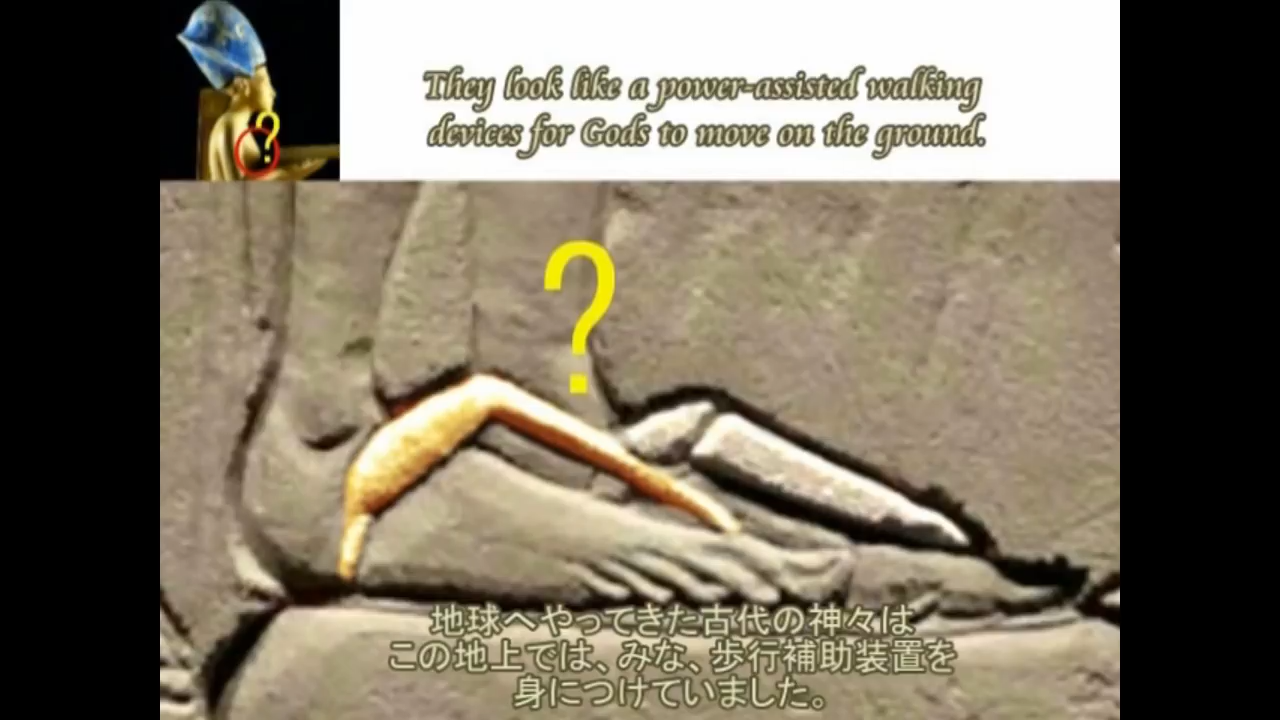 They look like a power-assisted walking
devices for Gods to move on the ground.
?
?
地球へやってきた古代の神々は
この地上では、みな、歩行補助装置を
身につけていました。